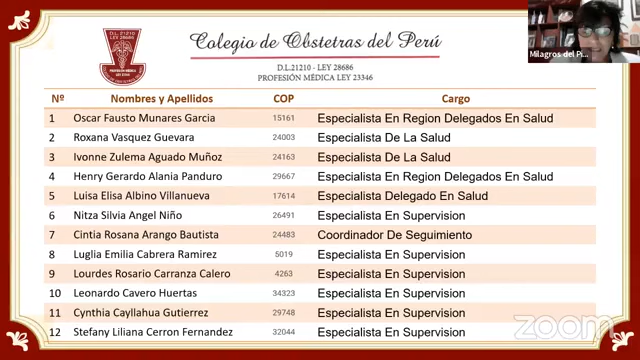 D.L. 21210
LEY 28686
PROFESIÓN MÉDICA
LEY 23346
Colegio de Obstetras del Perú
D.L.21210 - LEY 28686
PROFESIÓN MÉDICA LEY 23346
Milagros del Pi...
Nº Nombres y Apellidos COP Cargo
1 Oscar Fausto Munares Garcia 15161 Especialista En Region Delegados En Salud
2 Roxana Vasquez Guevara 24003 Especialista De La Salud
3 Ivonne Zulema Aguado Muñoz 24163 Especialista De La Salud
4 Henry Gerardo Alania Panduro 29667 Especialista En Region Delegados En Salud
5 Luisa Elisa Albino Villanueva 17614 Especialista Delegado En Salud
6 Nitza Silvia Angel Niño 26491 Especialista En Supervision
7 Cintia Rosana Arango Bautista 24483 Coordinador De Seguimiento
8 Luglia Emilia Cabrera Ramirez 5019 Especialista En Supervision
9 Lourdes Rosario Carranza Calero 4263 Especialista En Supervision
10 Leonardo Cavero Huertas 34323 Especialista En Supervision
11 Cynthia Cayllahua Gutierrez 29748 Especialista En Supervision
12 Stefany Liliana Cerron Fernandez 32044 Especialista En Supervision
zoom